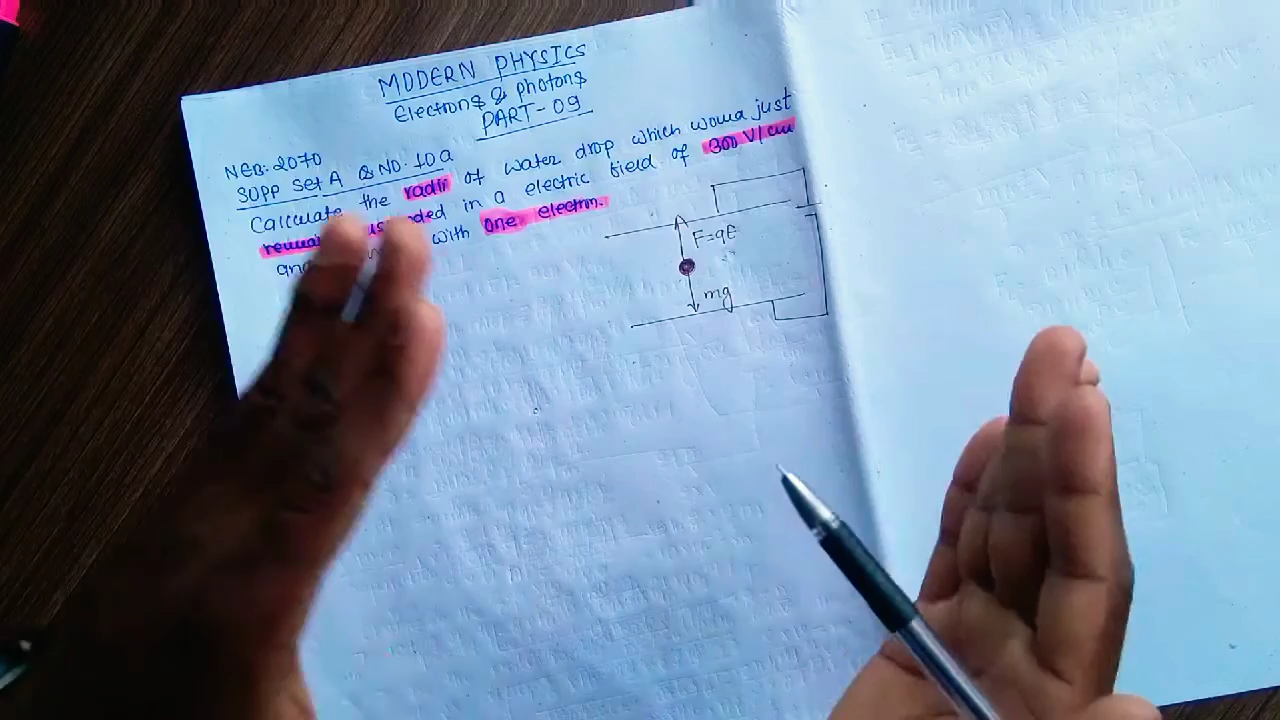 MODERN PHYSICS
Electrons & photons
PART-09
NEB. 2070
SUPP Set A Q NO. 10 a
Calculate the radii of water drop which would just
in a electric field of 300 V/cm
with one electron.
F=qE
mg